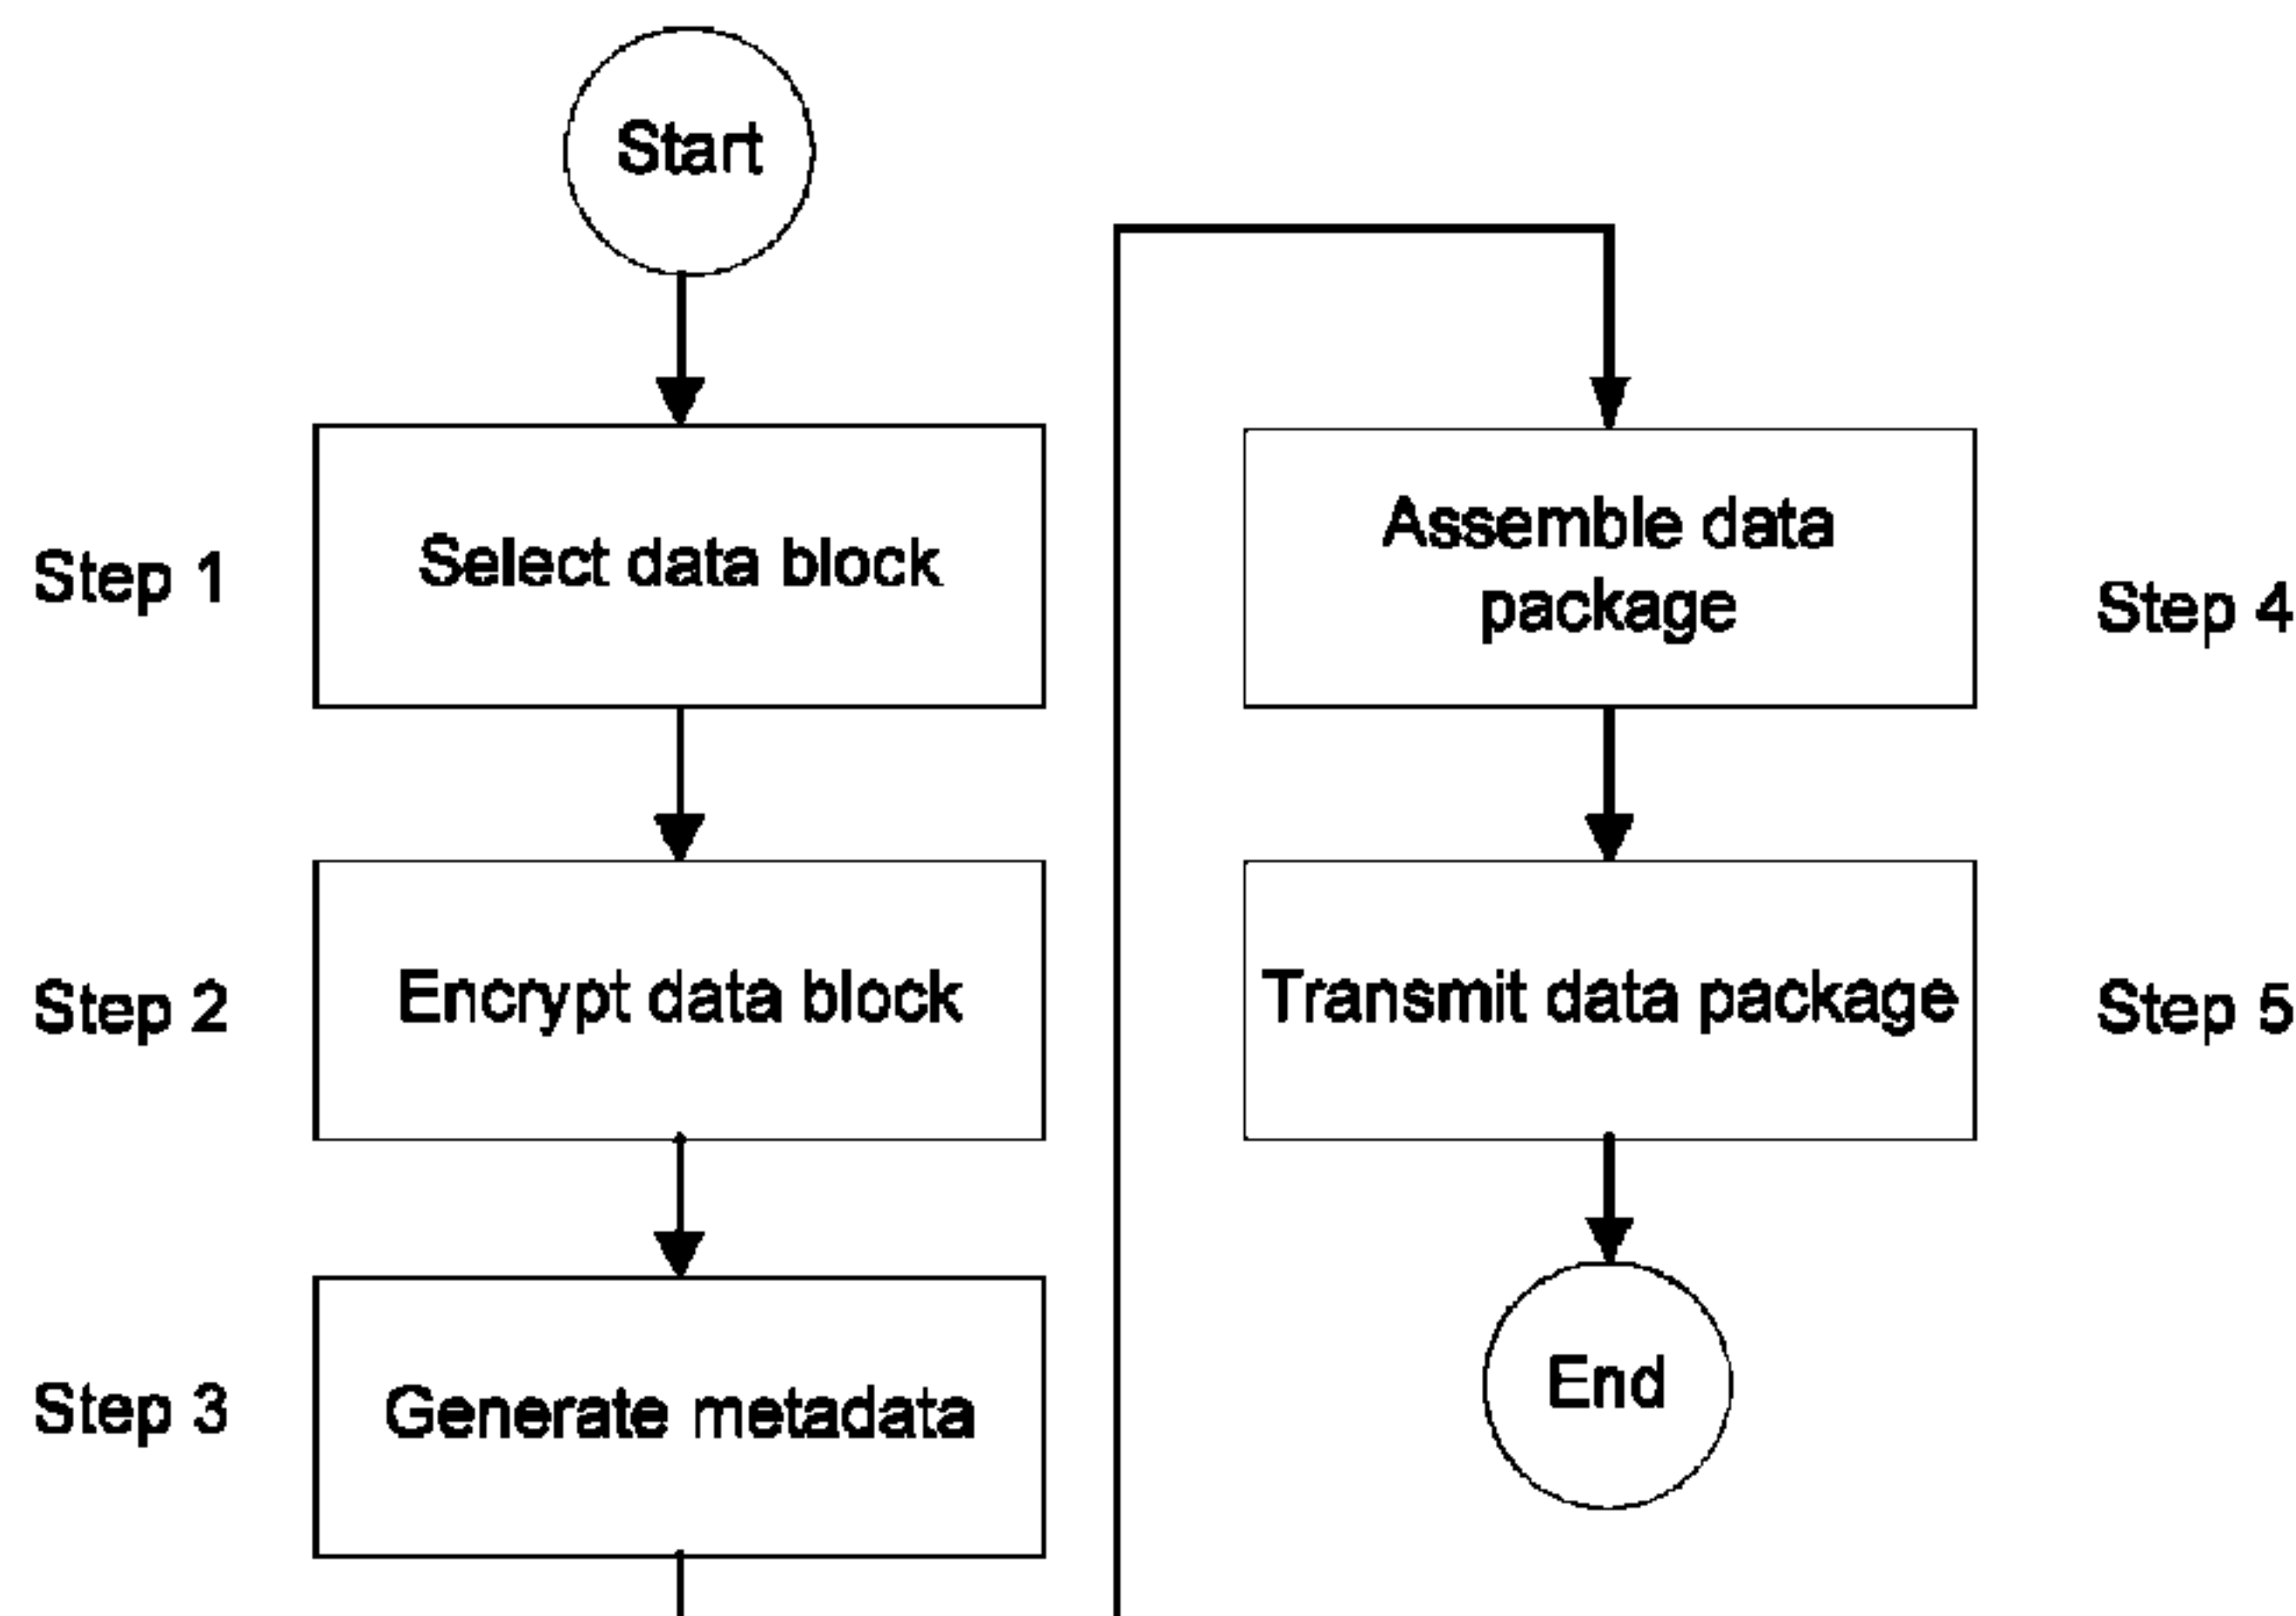 Start
Step 1
Select data block
Step 2
Encrypt data block
Step 3
Generate metadata
Assemble data
package
Step 4
Transmit data package
Step 5
End